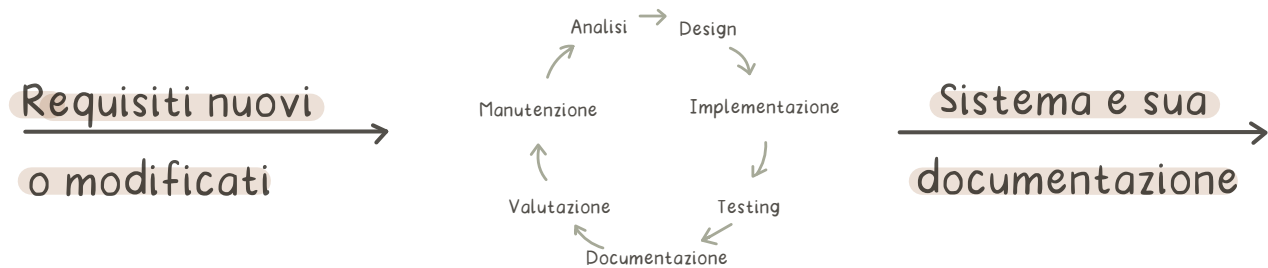 Requisiti nuovi
o modificati
Analisi
Design
Implementazione
Testing
Documentazione
Valutazione
Manutenzione
Sistema e sua
documentazione